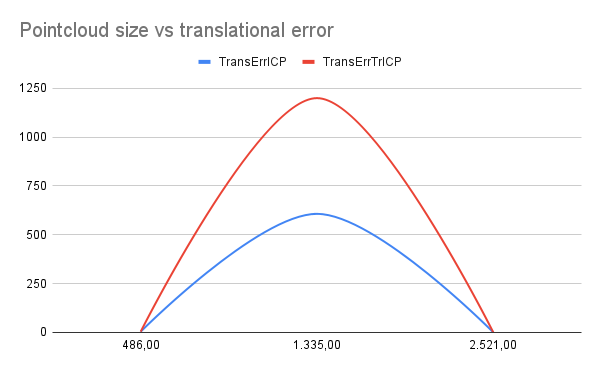 Pointcloud size vs translational error
TransErrICP TransErrTrICP
1250
1000
750
500
250
0
486,00 1.335,00 2.521,00